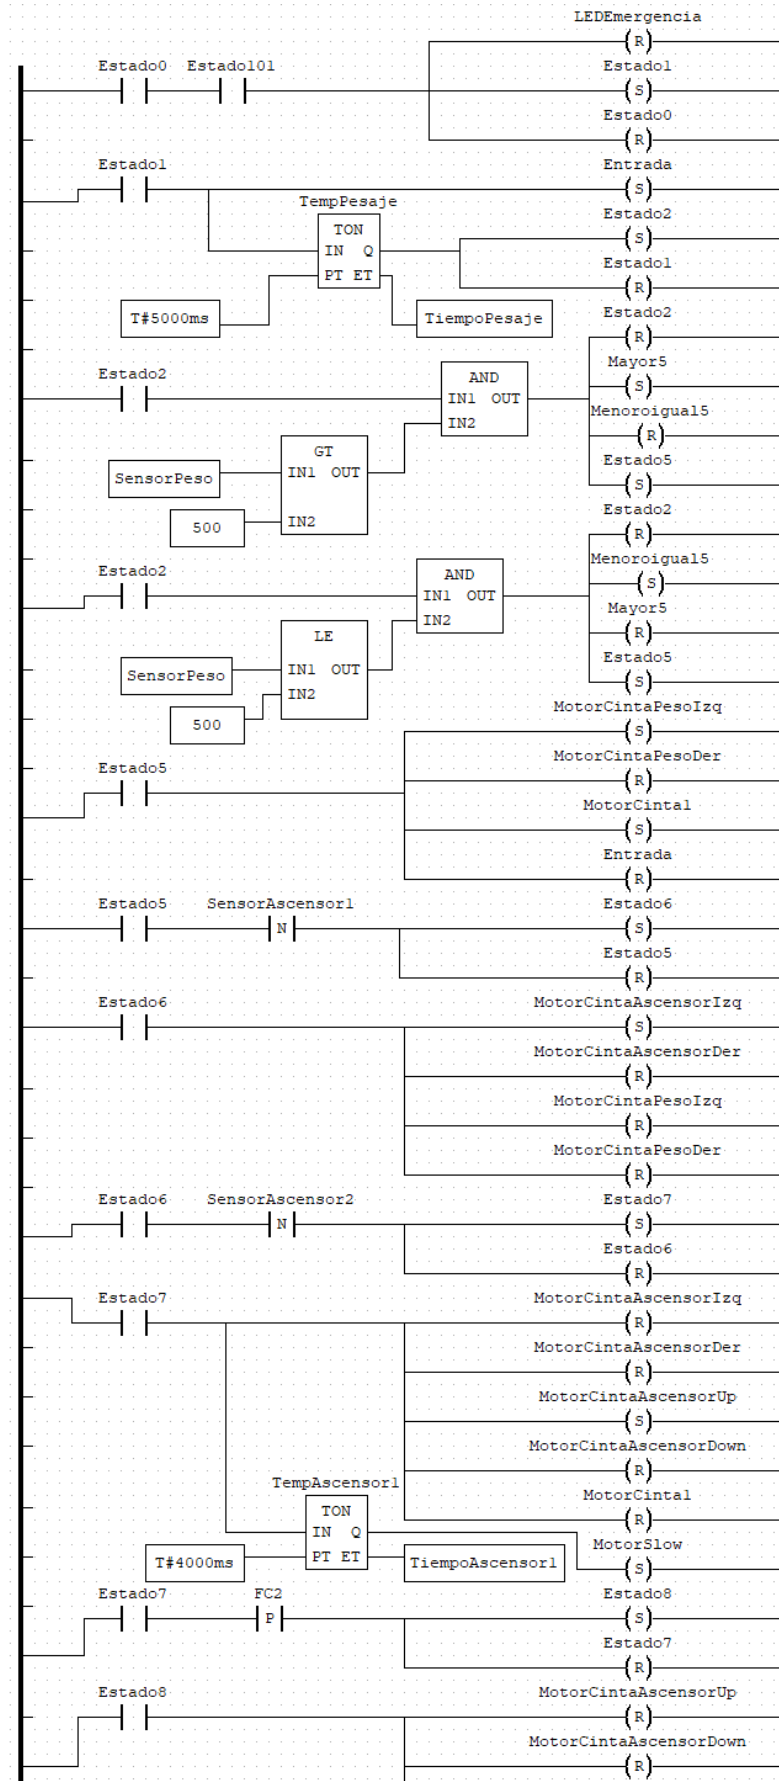 LEDEmergencia
(R)
Estado0 Estado101 Estado1
(S)
Estado0
(R)
Estado1 Entrada
(S)
TempPesaje Estado2
TON (S)
IN Q Estado1
PT ET (R)
T#5000ms TiempoPesaje Estado2
(R)
Estado2 AND Mayor5
IN1 OUT (S)
IN2 Menoroigual5
GT (R)
SensorPeso IN1 OUT Estado5
(S)
500 IN2 Estado2
(R)
Estado2 AND Menoroigual5
IN1 OUT (S)
IN2 Mayor5
LE (R)
SensorPeso IN1 OUT Estado5
IN2 (S)
500 MotorCintaPesoIzq
(S)
Estado5 MotorCintaPesoDer
(R)
MotorCinta1
(S)
Entrada
(R)
Estado5 SensorAscensor1 Estado6
N (S)
Estado5
(R)
Estado6 MotorCintaAscensorIzq
(S)
MotorCintaAscensorDer
(R)
MotorCintaPesoIzq
(R)
MotorCintaPesoDer
(R)
Estado6 SensorAscensor2 Estado7
N (S)
Estado6
(R)
Estado7 MotorCintaAscensorIzq
(R)
MotorCintaAscensorDer
(R)
MotorCintaAscensorUp
(S)
MotorCintaAscensorDown
(R)
TempAscensor1 MotorCinta1
TON (R)
IN Q MotorSlow
T#4000ms PT ET TiempoAscensor1 (S)
Estado7 FC2 Estado8
P (S)
Estado7
(R)
Estado8 MotorCintaAscensorUp
(R)
MotorCintaAscensorDown
(R)